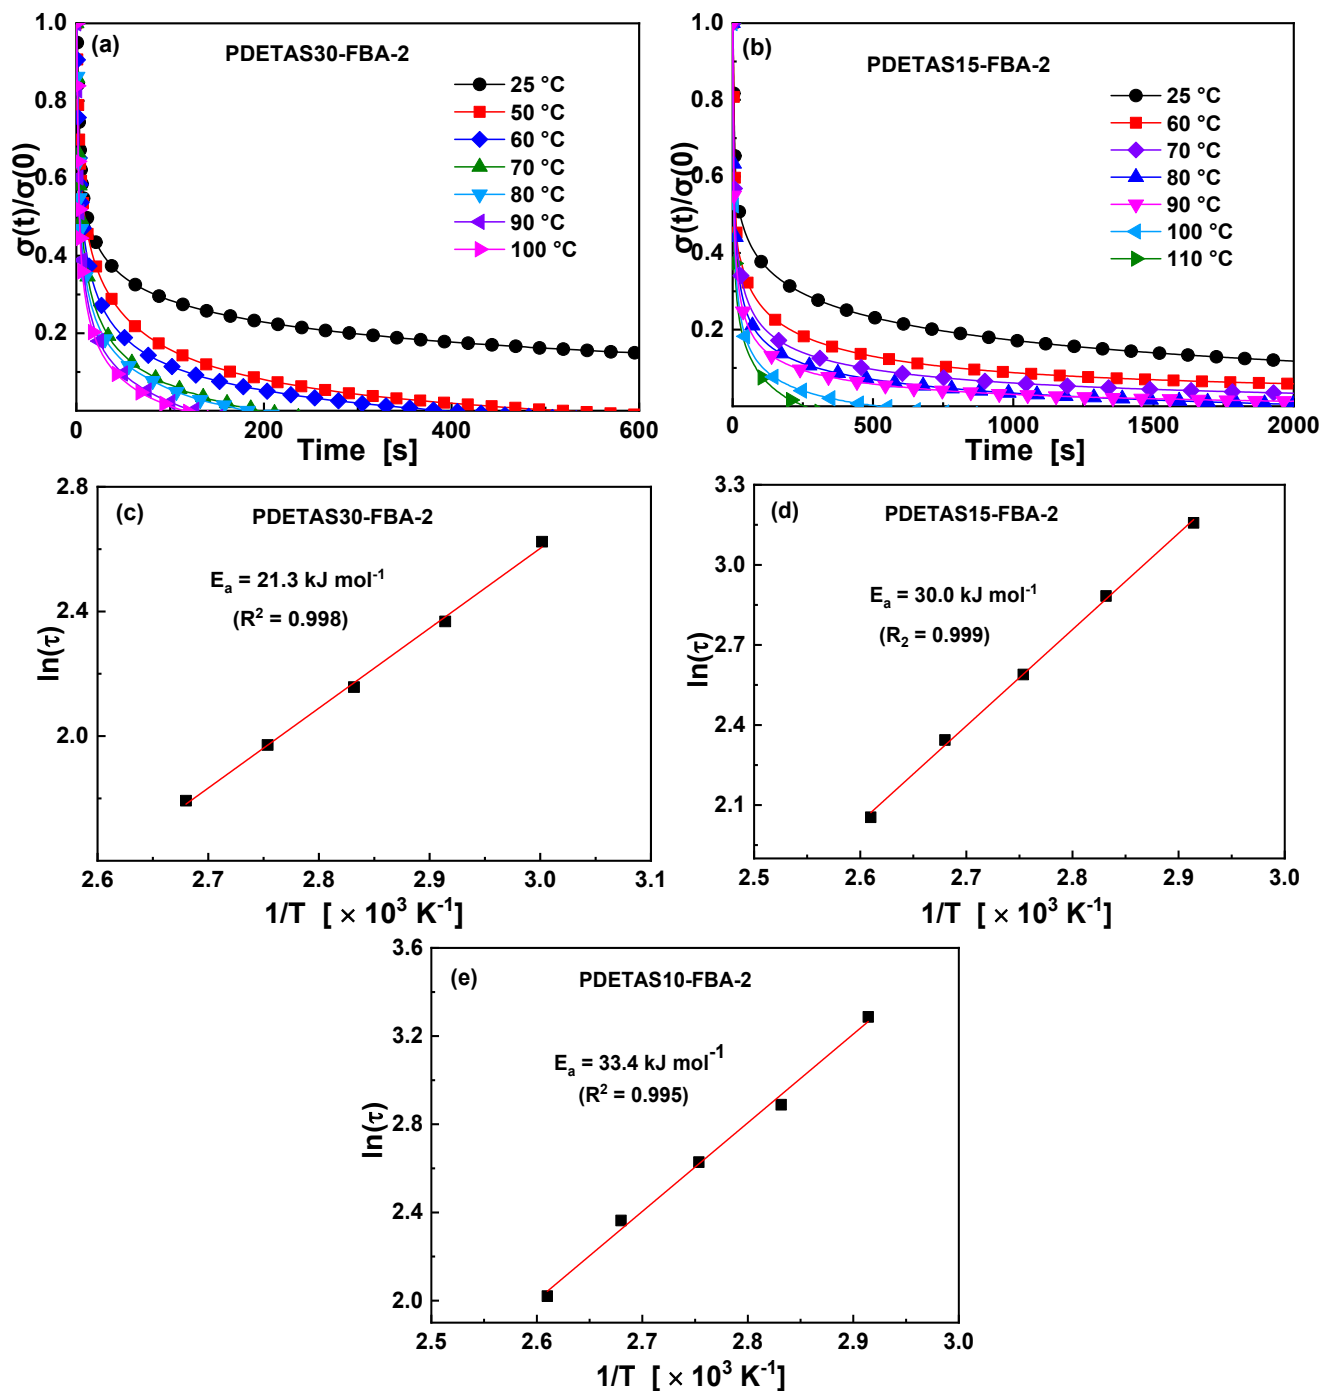 (a)
PDETAS30-FBA-2
25 °C
50 °C
60 °C
70 °C
80 °C
90 °C
100 °C
1.0
0.8
0.6
0.4
0.2
0
200
400
600
σ(t)/σ(0)
Time [s]
(b)
PDETAS15-FBA-2
25 °C
60 °C
70 °C
80 °C
90 °C
100 °C
110 °C
1.0
0.8
0.6
0.4
0.2
0
500
1000
1500
2000
σ(t)/σ(0)
Time [s]
(c)
PDETAS30-FBA-2
Eₐ = 21.3 kJ mol⁻¹
(R² = 0.998)
2.8
2.4
2.0
2.6
2.7
2.8
2.9
3.0
3.1
ln(τ)
1/T [ × 10³ K⁻¹]
(d)
PDETAS15-FBA-2
Eₐ = 30.0 kJ mol⁻¹
(R₂ = 0.999)
3.3
3.0
2.7
2.4
2.1
2.5
2.6
2.7
2.8
2.9
3.0
ln(τ)
1/T [ × 10³ K⁻¹]
(e)
PDETAS10-FBA-2
Eₐ = 33.4 kJ mol⁻¹
(R² = 0.995)
3.6
3.2
2.8
2.4
2.0
2.5
2.6
2.7
2.8
2.9
3.0
ln(τ)
1/T [ × 10³ K⁻¹]